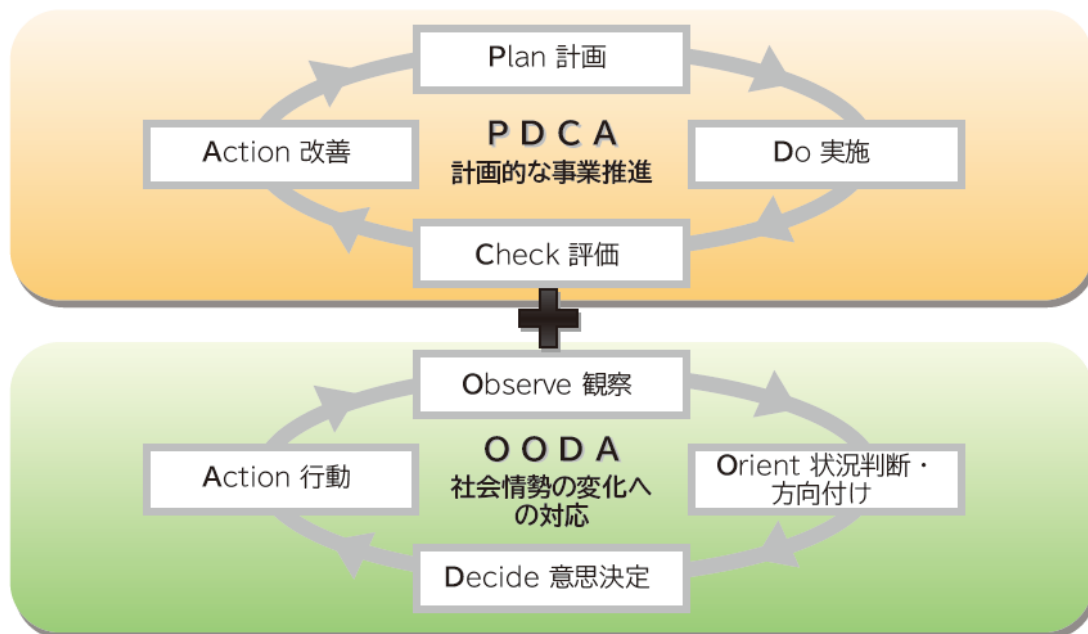 Plan 計画
Action 改善
P D C A
計画的な事業推進
Do 実施
Check 評価
Observe 観察
Action 行動
O O D A
社会情勢の変化へ
の対応
Orient 状況判断・
方向付け
Decide 意思決定